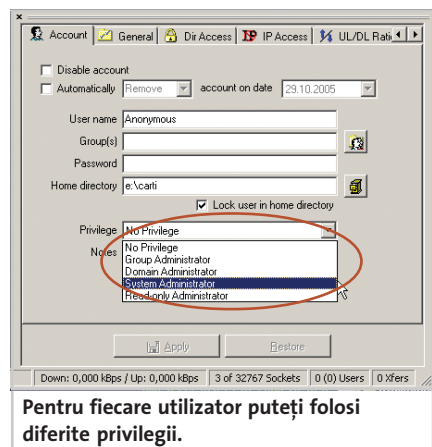 Account General Dir Access IP Access UL/DL Rati
Disable account
Automatically Remove account on date 29.10.2005
User name Anonymous
Group(s)
Password
Home directory e:\carti
Lock user in home directory
Privilege No Privilege
No Privilege
Notes Group Administrator
Domain Administrator
System Administrator
Read-only Administrator
Apply Restore
Down: 0,000 kBps / Up: 0,000 kBps 3 of 32767 Sockets 0 (0) Users 0 Xfers
Pentru fiecare utilizator puteți folosi
diferite privilegii.